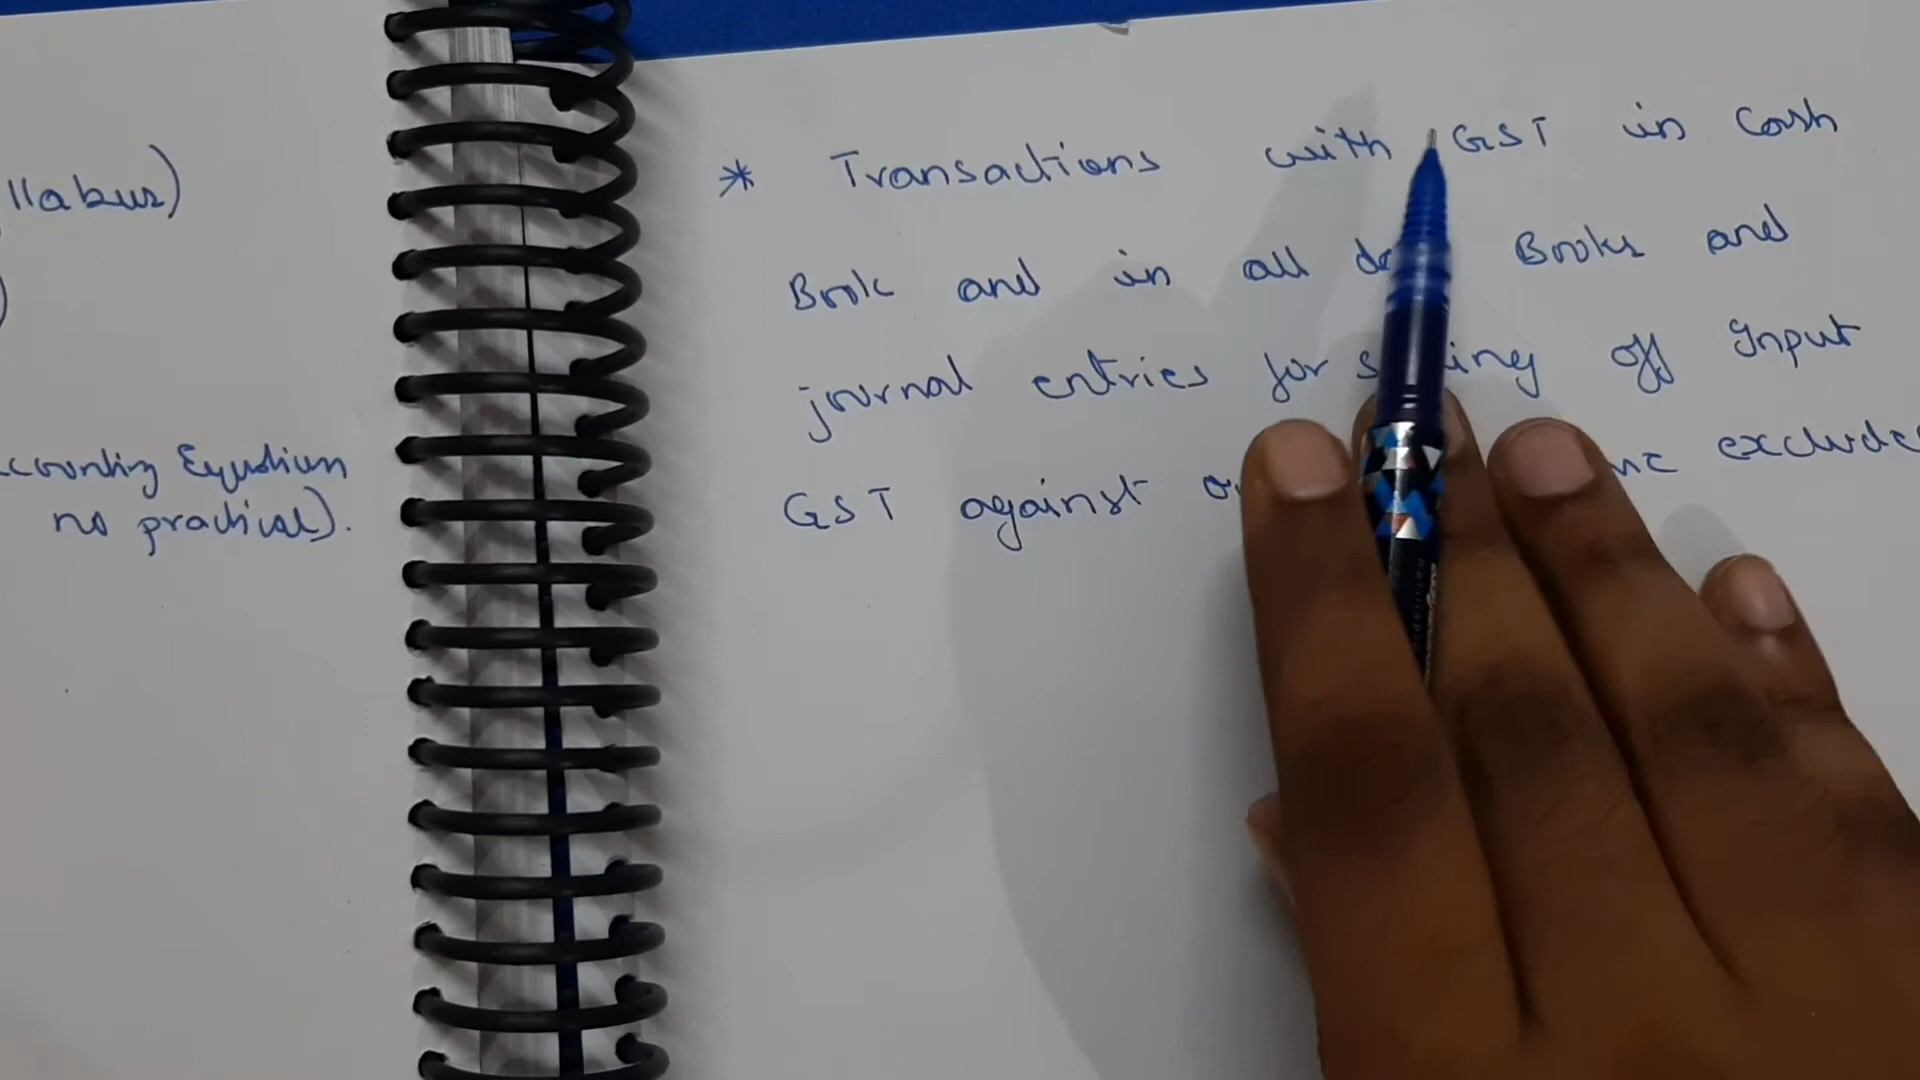 llabus)
)
ccounting Equation
no practical).
* Transactions with GST in Cash
Book and in all Books and
journal entries for off Input
GST against exclude